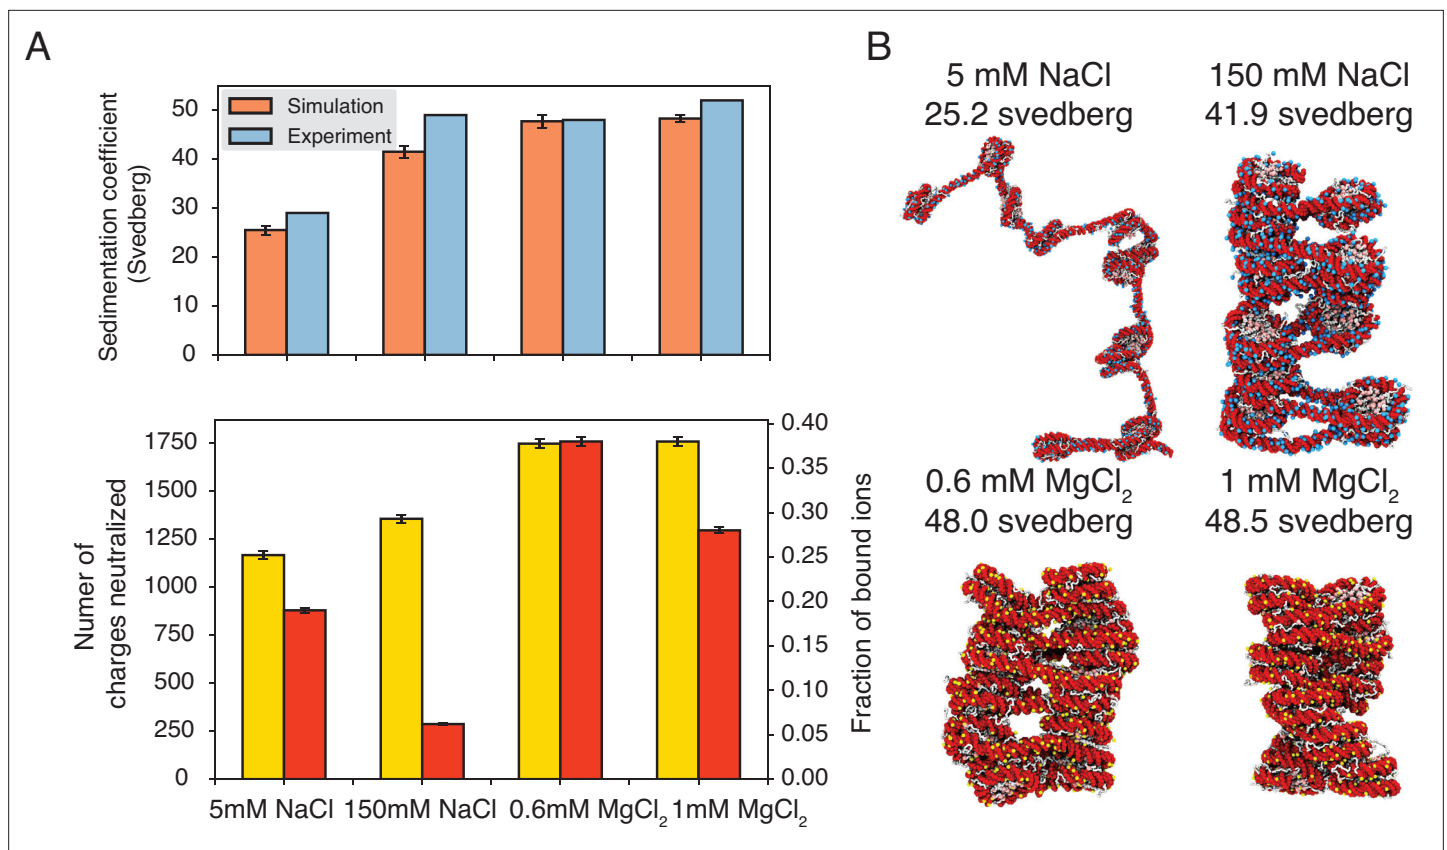 A
Sedimentation coefficient
(Svedberg)
50
40
30
20
10
0
Simulation
Experiment
Numer of
charges neutralized
1750
1500
1250
1000
750
500
250
0
0.40
0.35
0.30
0.25
0.20
0.15
0.10
0.05
0.00
Fraction of bound ions
5mM NaCl 150mM NaCl 0.6mM MgCl₂ 1mM MgCl₂
B
5 mM NaCl
25.2 svedberg
150 mM NaCl
41.9 svedberg
0.6 mM MgCl₂
48.0 svedberg
1 mM MgCl₂
48.5 svedberg